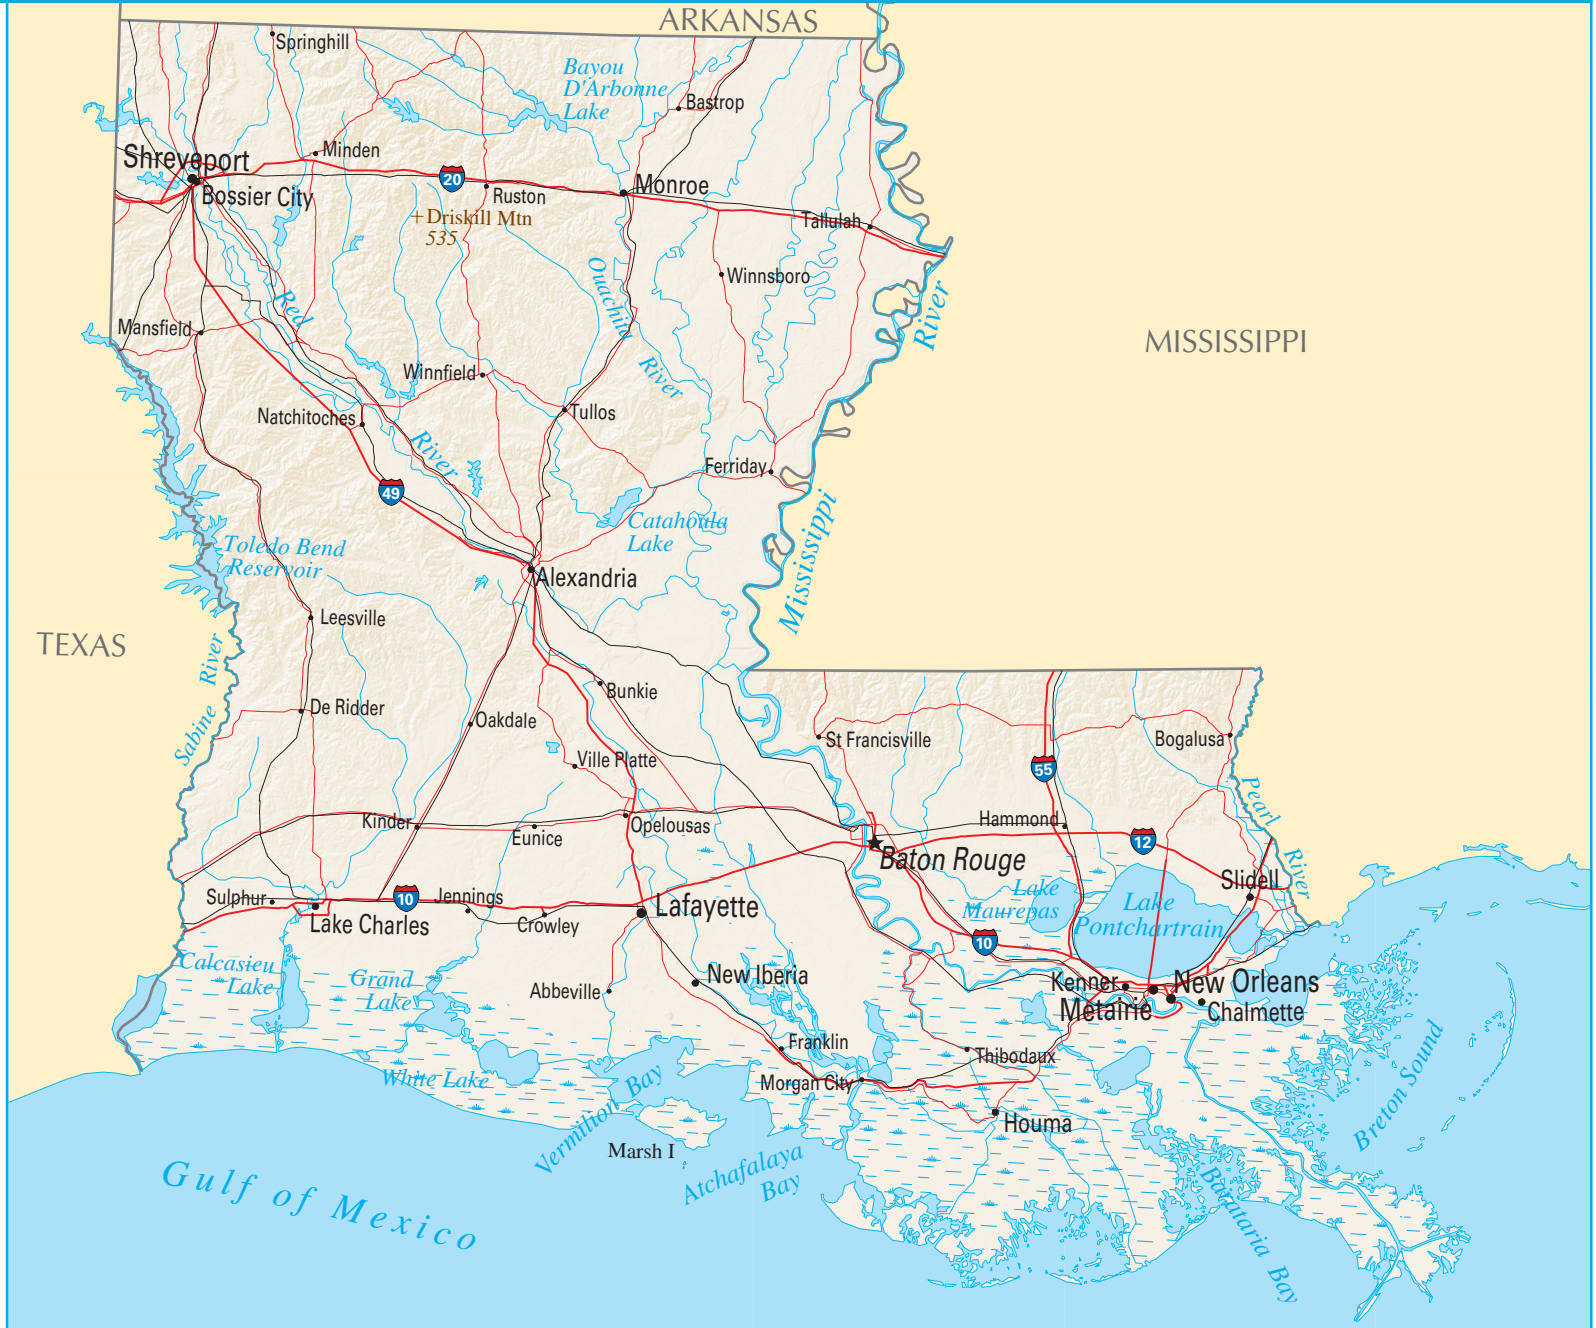 ARKANSAS
Springhill
Bayou
D'Arbonne
Lake
Bastrop
Shreveport
Minden
20
Bossier City
Ruston
Monroe
+Driskill Mtn
535
Tallulah
Winnsboro
Ouachita
River
Red
River
Mansfield
River
MISSISSIPPI
Winnfield
Natchitoches
Tullos
Ferriday
49
Catahoula
Lake
Mississippi
Toledo Bend
Reservoir
Alexandria
Leesville
TEXAS
Sabine River
Bunkie
De Ridder
Oakdale
St Francisville
Bogalusa
Ville Platte
55
Pearl
River
Kinder
Eunice
Opelousas
Hammond
12
Baton Rouge
Slidell
Sulphur
10
Jennings
Lake Charles
Crowley
Lafayette
Lake
Maurepas
Lake
Pontchartrain
10
Calcasieu
Lake
Grand
Lake
Abbeville
New Iberia
Kenner
New Orleans
Metairie
Chalmette
Franklin
Thibodaux
White Lake
Morgan City
Vermilion Bay
Houma
Marsh I
Atchafalaya
Bay
Breton Sound
Barataria Bay
Gulf of Mexico